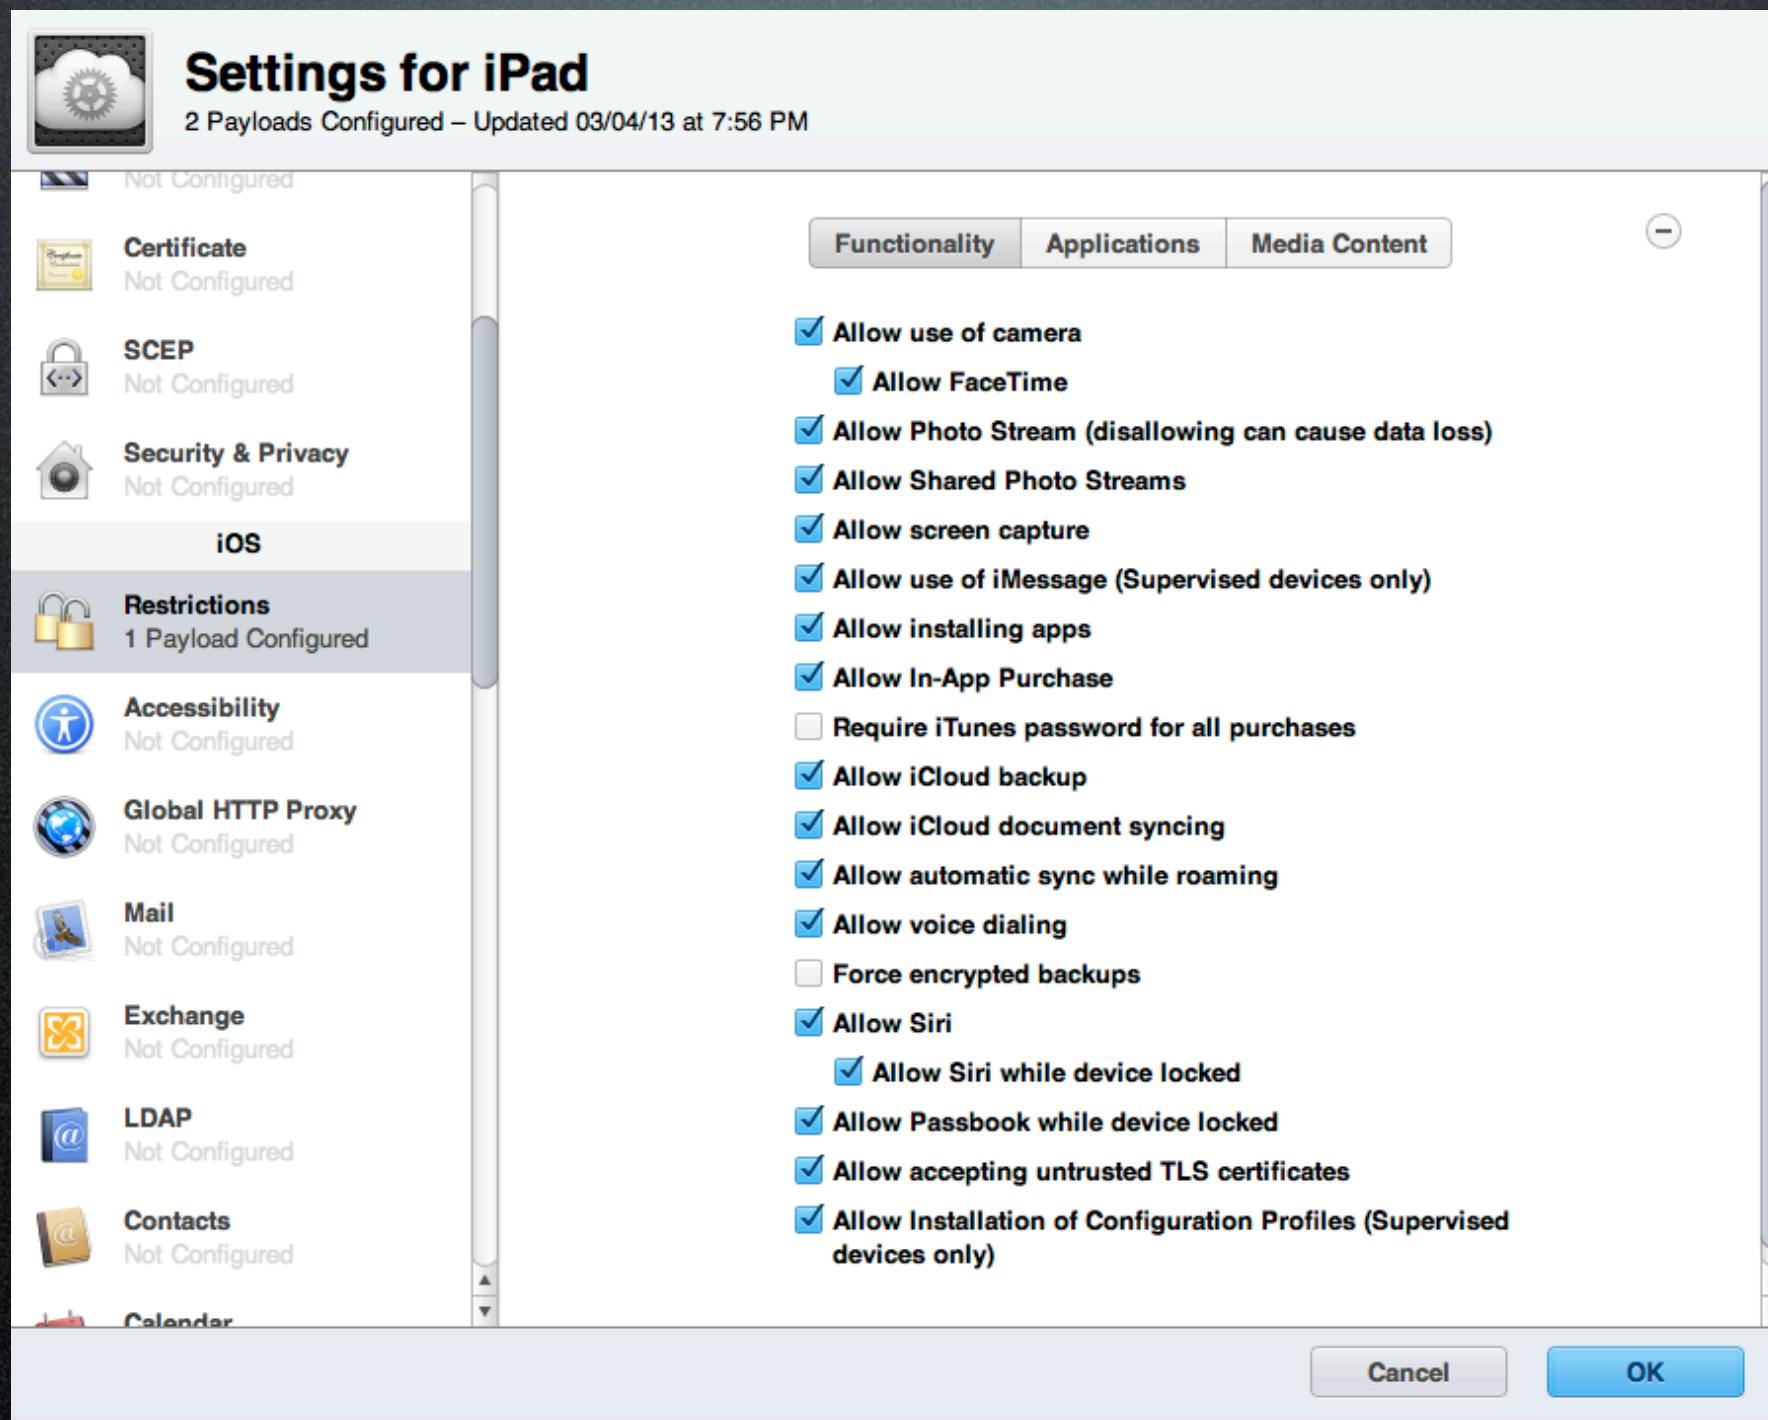 Settings for iPad
2 Payloads Configured – Updated 03/04/13 at 7:56 PM
Not Configured
Certificate
Not Configured
SCEP
Not Configured
Security & Privacy
Not Configured
iOS
Restrictions
1 Payload Configured
Accessibility
Not Configured
Global HTTP Proxy
Not Configured
Mail
Not Configured
Exchange
Not Configured
LDAP
Not Configured
Contacts
Not Configured
Calendar
Functionality
Applications
Media Content
Allow use of camera
Allow FaceTime
Allow Photo Stream (disallowing can cause data loss)
Allow Shared Photo Streams
Allow screen capture
Allow use of iMessage (Supervised devices only)
Allow installing apps
Allow In-App Purchase
Require iTunes password for all purchases
Allow iCloud backup
Allow iCloud document syncing
Allow automatic sync while roaming
Allow voice dialing
Force encrypted backups
Allow Siri
Allow Siri while device locked
Allow Passbook while device locked
Allow accepting untrusted TLS certificates
Allow Installation of Configuration Profiles (Supervised
devices only)
Cancel
OK